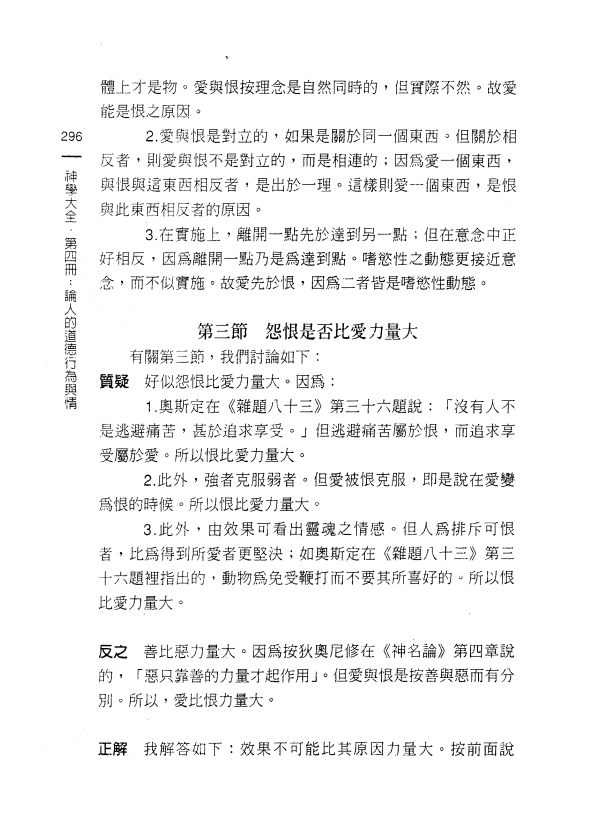 體上才是物。愛與恨按理念是自然同時的，但實際不然。故愛
能是恨之原因。
2.愛與恨是對立的，如果是關於同一個東西。但關於相
反者，則愛與恨不是對立的，而是相連的；因爲愛一個東西，
與恨與這東西相反者，是出於一理。這樣則愛一個東西，是恨
與此東西相反者的原因。
3.在實施上，離開一點先於達到另一點；但在意念中正
好相反，因爲離開一點乃是爲達到點。嗜慾性之動態更接近意
念，而不似實施。故愛先於恨，因爲二者皆是嗜慾性動態。
296
神學大全．第四冊：論人的道德行為與情
第三節　怨恨是否比愛力量大
有關第三節，我們討論如下：
質疑　好似怨恨比愛力量大。因爲：
1.奧斯定在《雜題八十三》第三十六題說：「沒有人不
是逃避痛苦，甚於追求享受。」但逃避痛苦屬於恨，而追求享
受屬於愛。所以恨比愛力量大。
2.此外，強者克服弱者。但愛被恨克服，即是說在愛變
爲恨的時候。所以恨比愛力量大。
3.此外，由效果可看出靈魂之情感。但人爲排斥可恨
者，比爲得到所愛者更堅決；如奧斯定在《雜題八十三》第三
十六題裡指出的，動物爲免受鞭打而不要其所喜好的。所以恨
比愛力量大。
反之　善比惡力量大。因爲按狄奧尼修在《神名論》第四章說
的，「惡只靠善的力量才起作用」。但愛與恨是按善與惡而有分
別。所以，愛比恨力量大。
正解　我解答如下：效果不可能比其原因力量大。按前面說